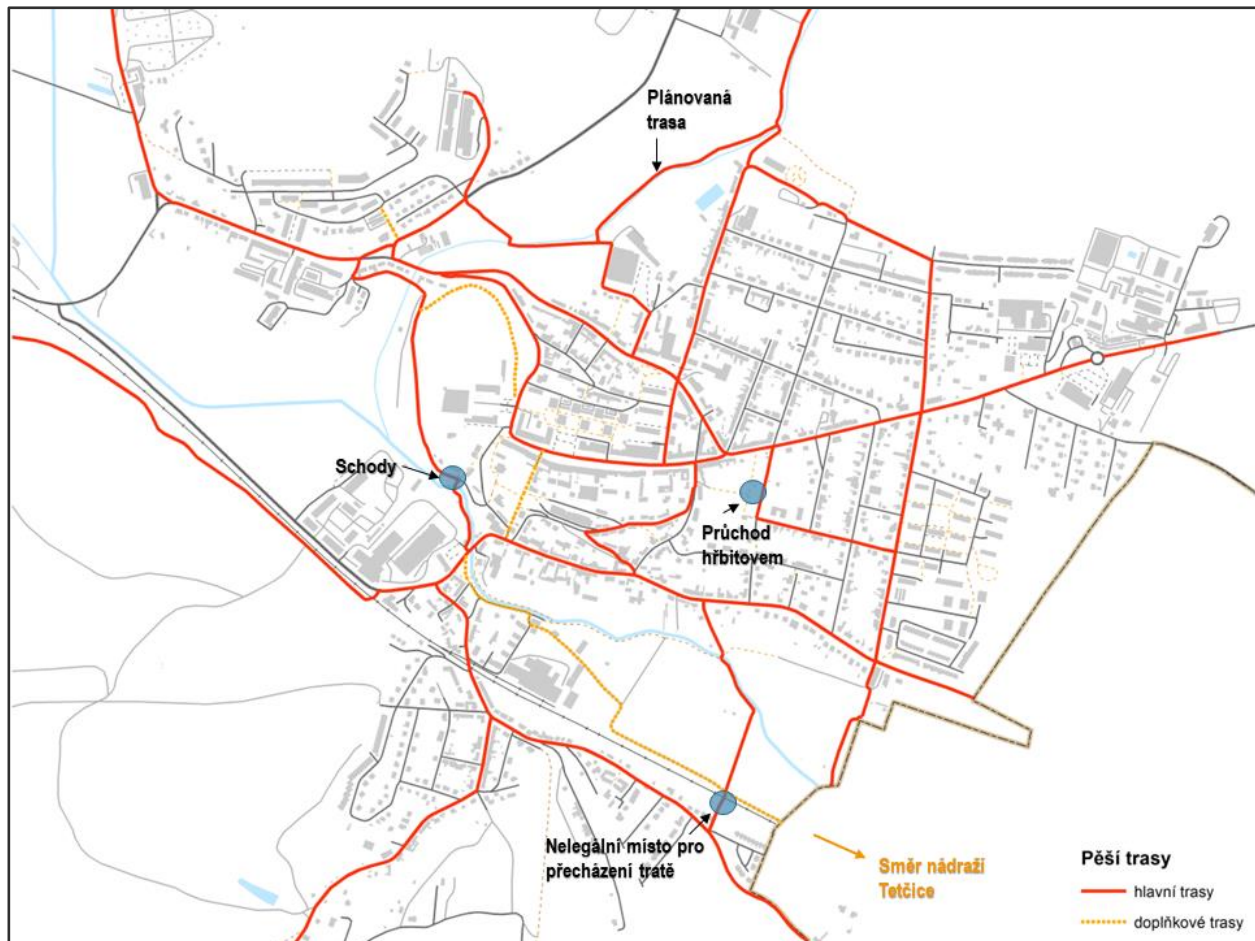 Plánovaná
trasa
Schody
Průchod
hřbitovem
Nelegální místo pro
přecházení tratě
Směr nádraží
Tetčice
Pěší trasy
hlavní trasy
doplňkové trasy